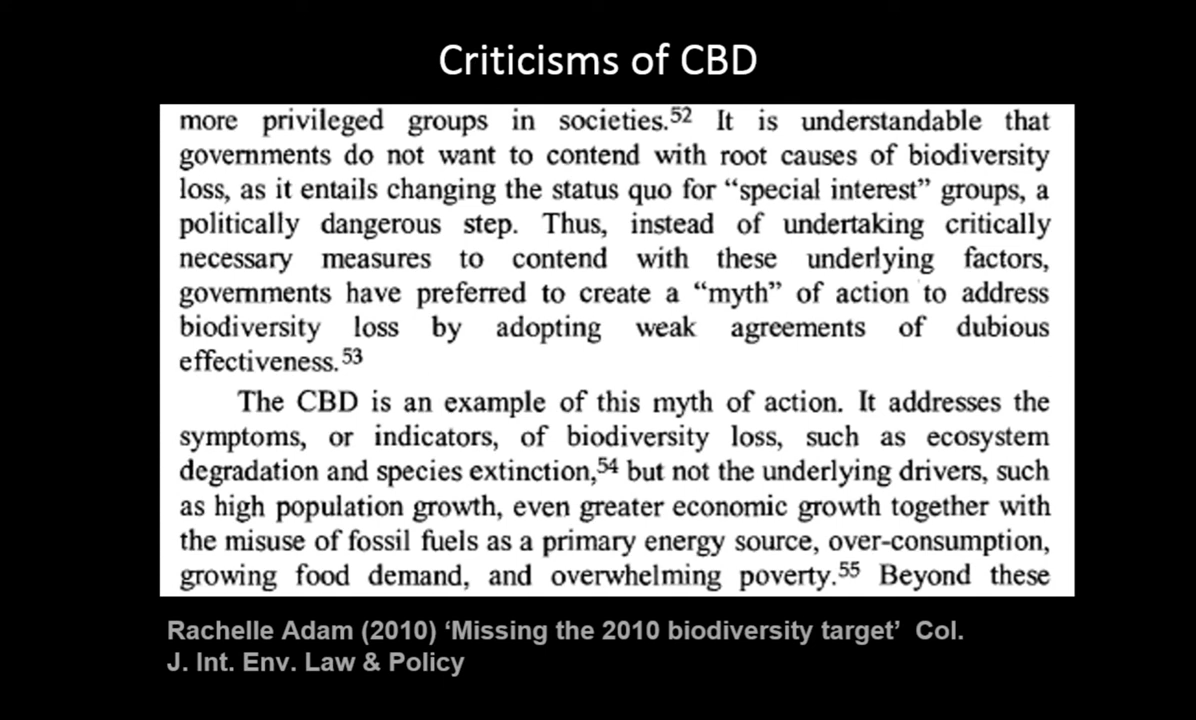 Criticisms of CBD
more privileged groups in societies.52 It is understandable that
governments do not want to contend with root causes of biodiversity
loss, as it entails changing the status quo for “special interest” groups, a
politically dangerous step. Thus, instead of undertaking critically
necessary measures to contend with these underlying factors,
governments have preferred to create a “myth” of action to address
biodiversity loss by adopting weak agreements of dubious
effectiveness.53
The CBD is an example of this myth of action. It addresses the
symptoms, or indicators, of biodiversity loss, such as ecosystem
degradation and species extinction,54 but not the underlying drivers, such
as high population growth, even greater economic growth together with
the misuse of fossil fuels as a primary energy source, over-consumption,
growing food demand, and overwhelming poverty.55 Beyond these
Rachelle Adam (2010) ‘Missing the 2010 biodiversity target’ Col.
J. Int. Env. Law & Policy